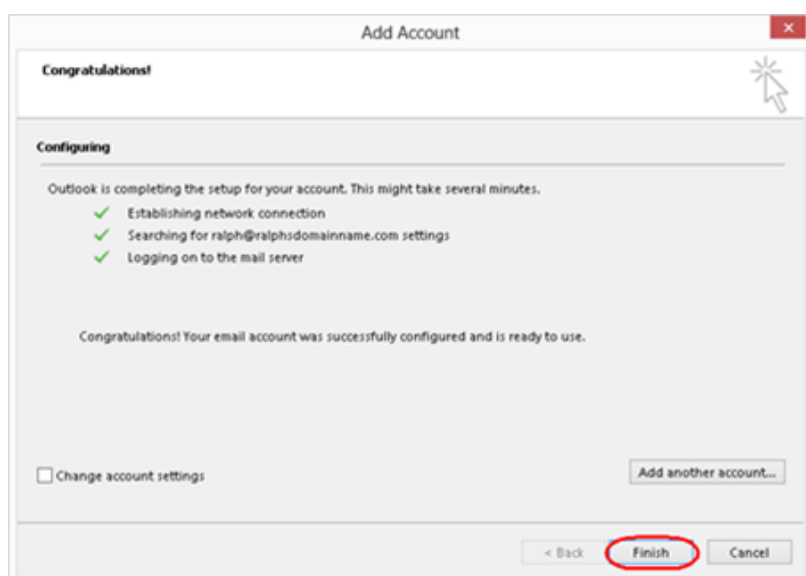 Add Account
Congratulations!
Configuring
Outlook is completing the setup for your account. This might take several minutes.
Establishing network connection
Searching for ralph@ralphsdomainname.com settings
Logging on to the mail server
Congratulations! Your email account was successfully configured and is ready to use.
Change account settings
Add another account...
< Back
Finish
Cancel